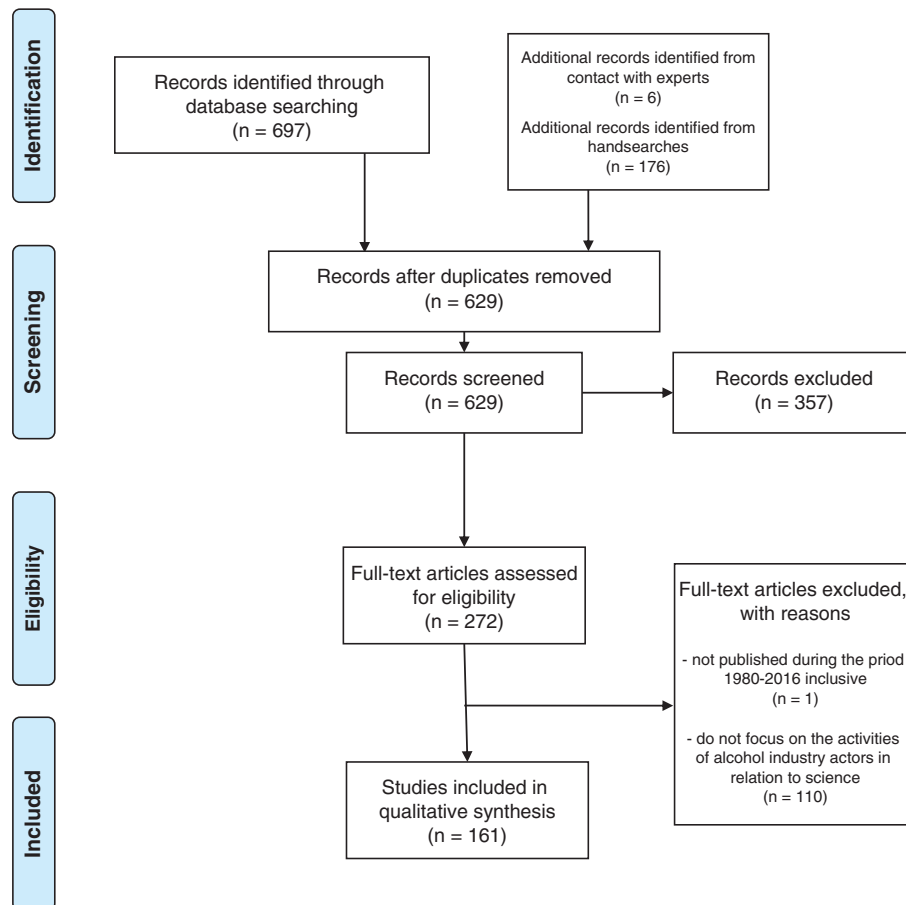 Identification
Records identified through
database searching
(n = 697)
Additional records identified from
contact with experts
(n = 6)
Additional records identified from
handsearches
(n = 176)
Screening
Records after duplicates removed
(n = 629)
Records screened
(n = 629)
Records excluded
(n = 357)
Eligibility
Full-text articles assessed
for eligibility
(n = 272)
Full-text articles excluded,
with reasons
- not published during the priod
1980-2016 inclusive
(n = 1)
- do not focus on the activities
of alcohol industry actors in
relation to science
(n = 110)
Included
Studies included in
qualitative synthesis
(n = 161)